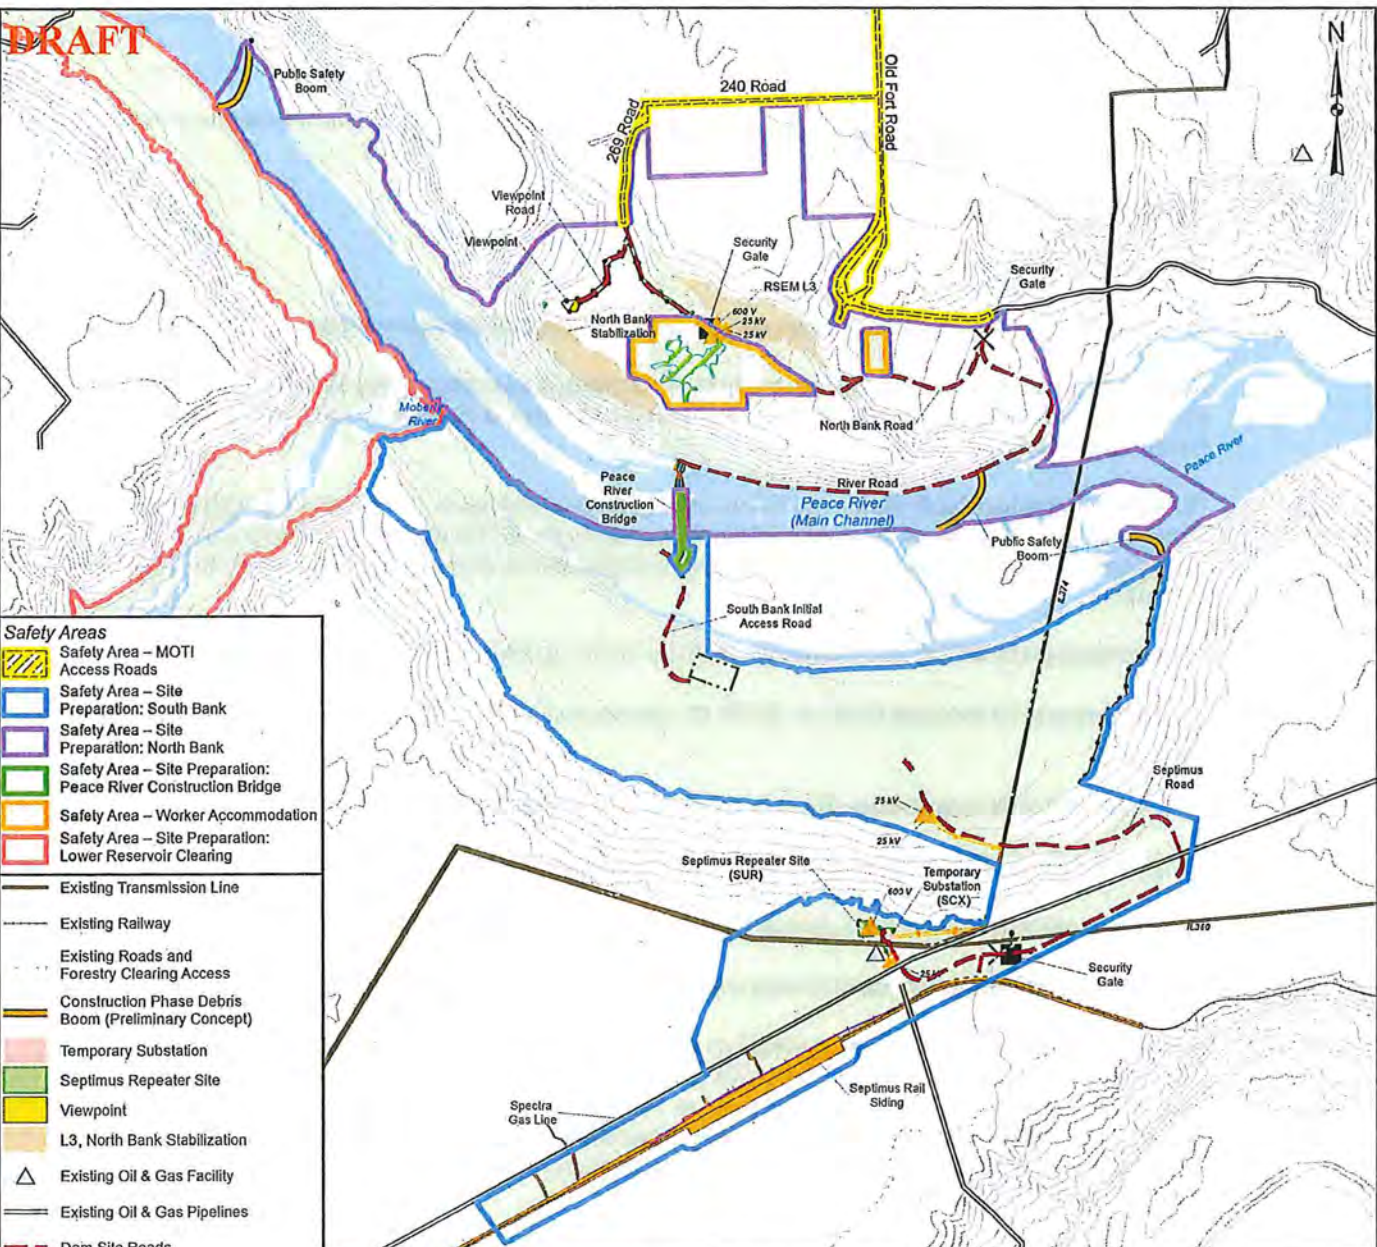 DRAFT
N
Public Safety
Boom
240 Road
269 Road
Old Fort Road
Viewpoint
Road
Viewpoint
Security
Gate
RSEM L3
Security
Gate
North Bank
Stabilization
600 V
25 kV
25 kV
Moberly
River
North Bank Road
Peace River
Peace
River
Construction
Bridge
River Road
Peace River
(Main Channel)
Public Safety
Boom
South Bank Initial
Access Road
Septimus
Road
25 kV
25 kV
Septimus Repeater Site
(SUR)
Temporary
Substation
(SCX)
600 V
25 kV
Security
Gate
Septimus Rail
Siding
Spectra
Gas Line
Safety Areas
Safety Area – MOTI
Access Roads
Safety Area – Site
Preparation: South Bank
Safety Area – Site
Preparation: North Bank
Safety Area – Site Preparation:
Peace River Construction Bridge
Safety Area – Worker Accommodation
Safety Area – Site Preparation:
Lower Reservoir Clearing
Existing Transmission Line
Existing Railway
Existing Roads and
Forestry Clearing Access
Construction Phase Debris
Boom (Preliminary Concept)
Temporary Substation
Septimus Repeater Site
Viewpoint
L3, North Bank Stabilization
Existing Oil & Gas Facility
Existing Oil & Gas Pipelines
Dam Site Roads